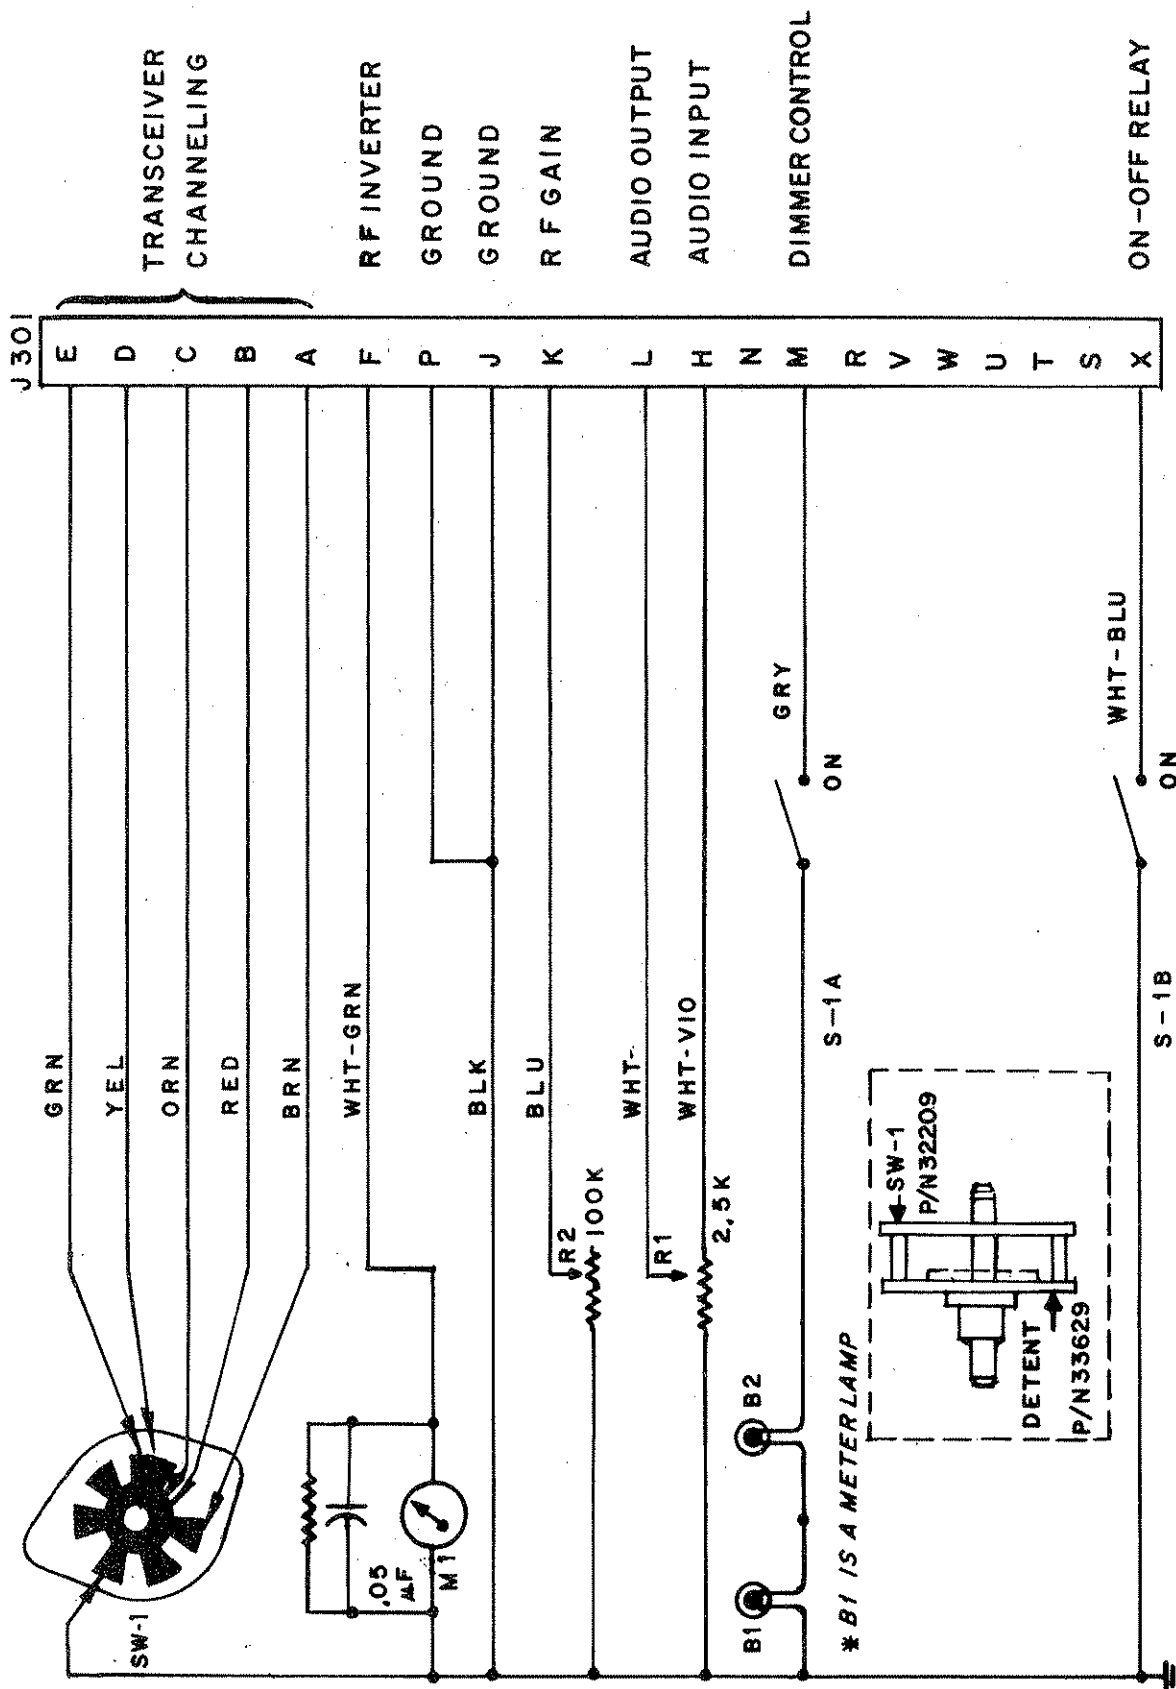 J301
E
D
C
B
A
F
P
J
K
L
H
N
M
R
V
W
U
T
S
X
TRANSCEIVER
CHANNELING
RF INVERTER
GROUND
GROUND
RF GAIN
AUDIO OUTPUT
AUDIO INPUT
DIMMER CONTROL
ON-OFF RELAY
GRN
YEL
ORN
RED
BRN
WHT-GRN
BLK
BLU
WHT-
WHT-VIO
GRY
WHT-BLU
ON
ON
S-1A
S-1B
SW-1
.05
µF
M1
R2
100K
R1
2.5K
B1
B2
*B1 IS A METER LAMP
SW-1
P/N32209
DETENT
P/N33629